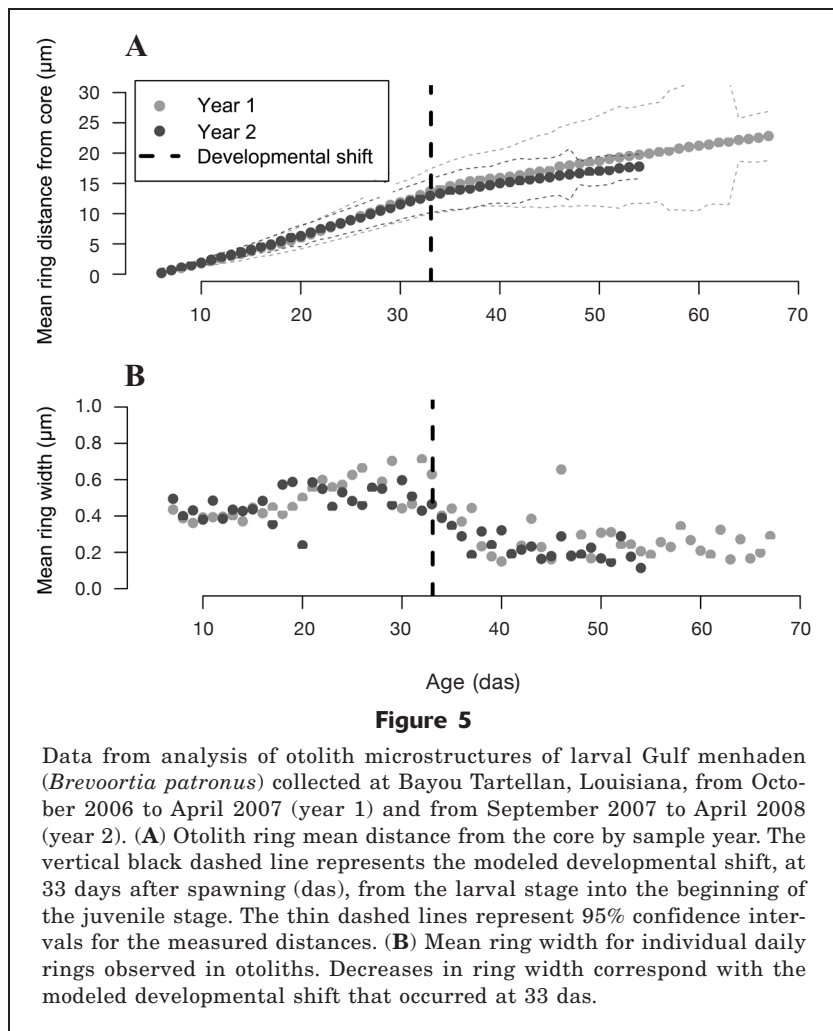 A
Mean ring distance from core (µm)
30
25
20
15
10
5
0
Year 1
Year 2
Developmental shift
10 20 30 40 50 60 70
B
Mean ring width (µm)
1.0
0.8
0.6
0.4
0.2
0.0
10 20 30 40 50 60 70
Age (das)
Figure 5
Data from analysis of otolith microstructures of larval Gulf menhaden
(Brevoortia patronus) collected at Bayou Tartellan, Louisiana, from Octo-
ber 2006 to April 2007 (year 1) and from September 2007 to April 2008
(year 2). (A) Otolith ring mean distance from the core by sample year. The
vertical black dashed line represents the modeled developmental shift, at
33 days after spawning (das), from the larval stage into the beginning of
the juvenile stage. The thin dashed lines represent 95% confidence inter-
vals for the measured distances. (B) Mean ring width for individual daily
rings observed in otoliths. Decreases in ring width correspond with the
modeled developmental shift that occurred at 33 das.